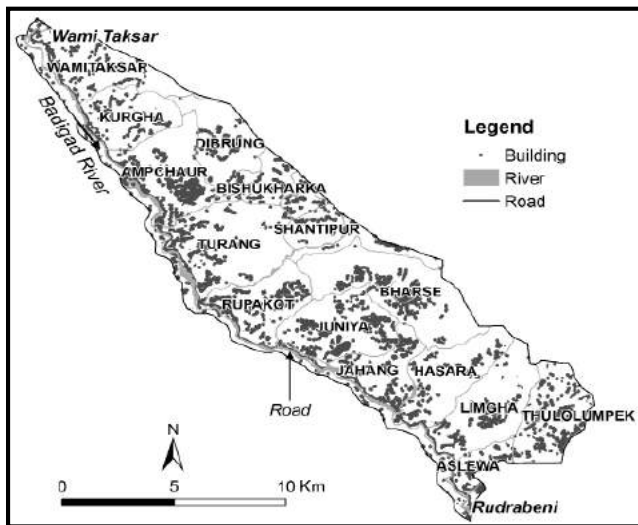 Wami Taksar
WAMITAKSAR
Badigad River
KURGHA
DIBRUNG
AMPCHAUR
BISHUKHARKA
SHANTIPUR
TURANG
BHARSE
RUPAKOT
JUNIYA
JAHANG
HASARA
LIMGHA
THULOLUMPEK
ASLEWA
Rudrabeni
Road
Legend
Building
River
Road
N
0 5 10 Km